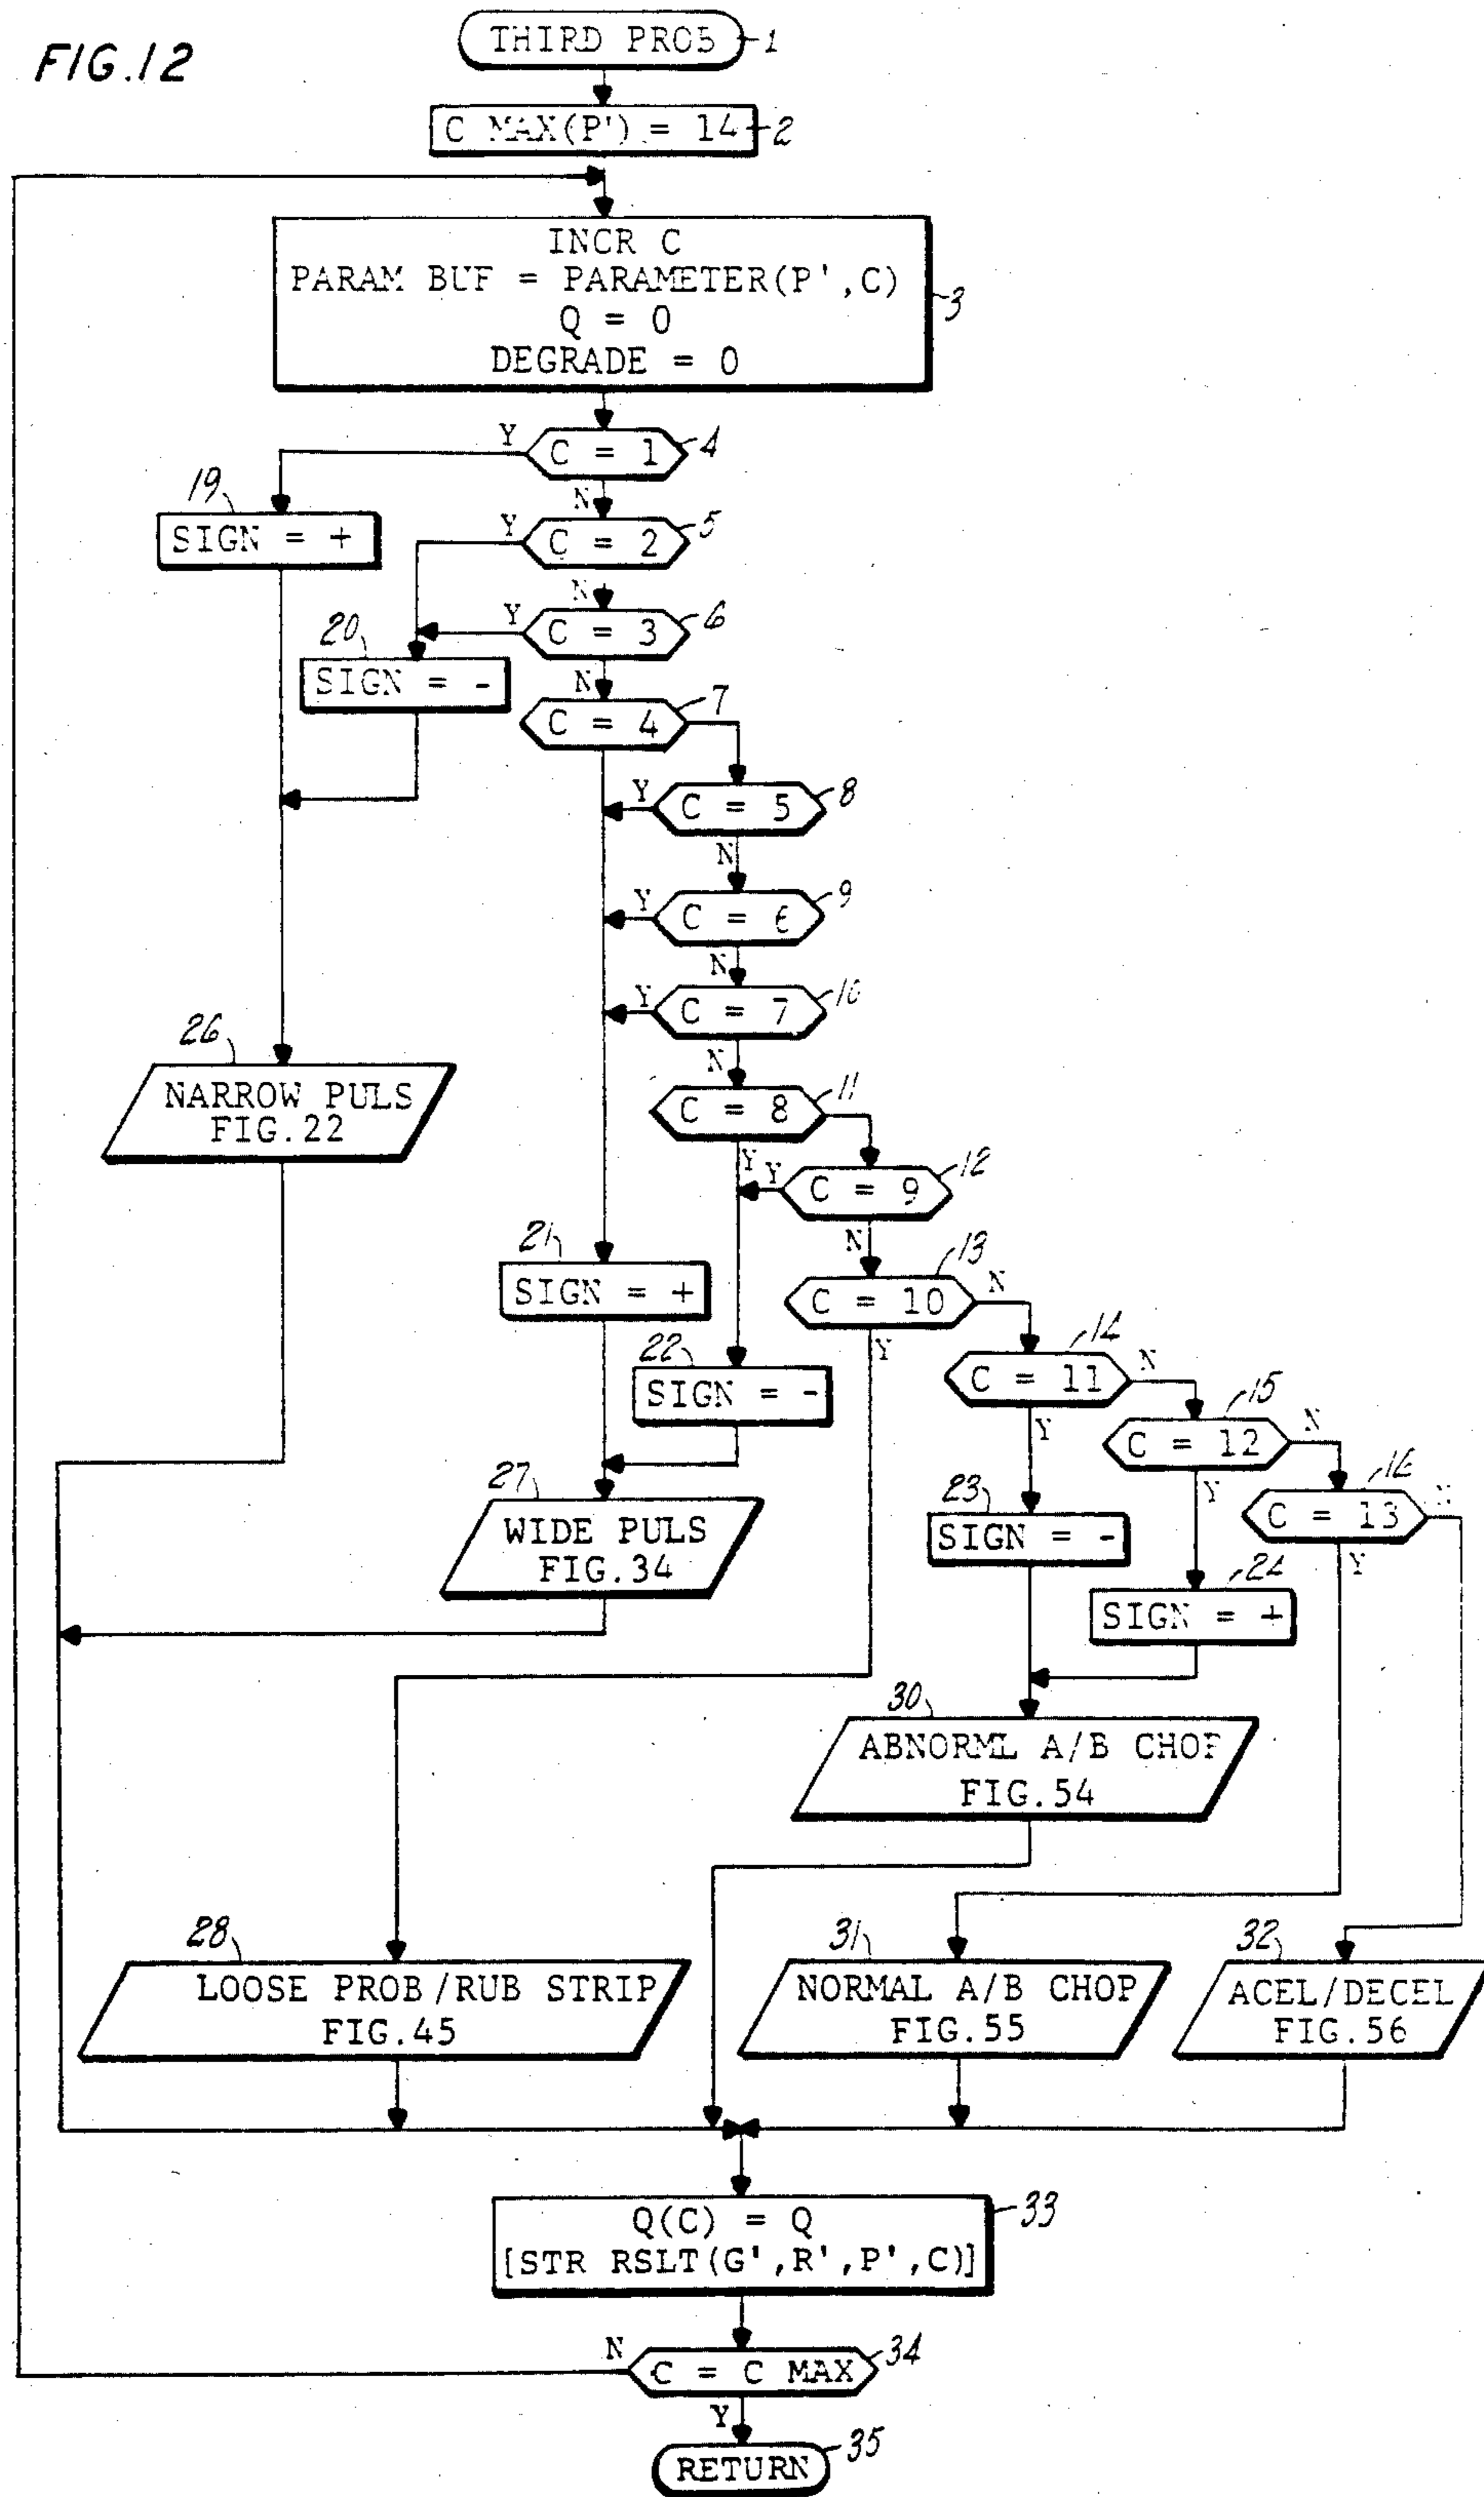 FIG.12
THIRD PROB
1
C MAX(P') = 14
2
INCR C
PARAM BUF = PARAMETER(P',C)
Q = 0
DEGRADE = 0
3
Y
C = 1
4
N
19
SIGN = +
Y
C = 2
5
N
Y
C = 3
6
20
SIGN = -
N
C = 4
7
Y
C = 5
8
N
Y
C = 6
9
N
Y
C = 7
10
N
26
NARROW PULS
FIG.22
C = 8
11
Y
Y
C = 9
12
N
21
SIGN = +
C = 10
13
N
Y
22
SIGN = -
C = 11
14
N
Y
C = 12
15
N
Y
27
WIDE PULS
FIG.34
23
SIGN = -
C = 13
16
N
Y
24
SIGN = +
30
ABNORML A/B CHOP
FIG.54
28
LOOSE PROB/RUB STRIP
FIG.45
31
NORMAL A/B CHOP
FIG.55
32
ACEL/DECEL
FIG.56
Q(C) = Q
[STR RSLT(G',R',P',C)]
33
N
C = C MAX
34
Y
RETURN
35